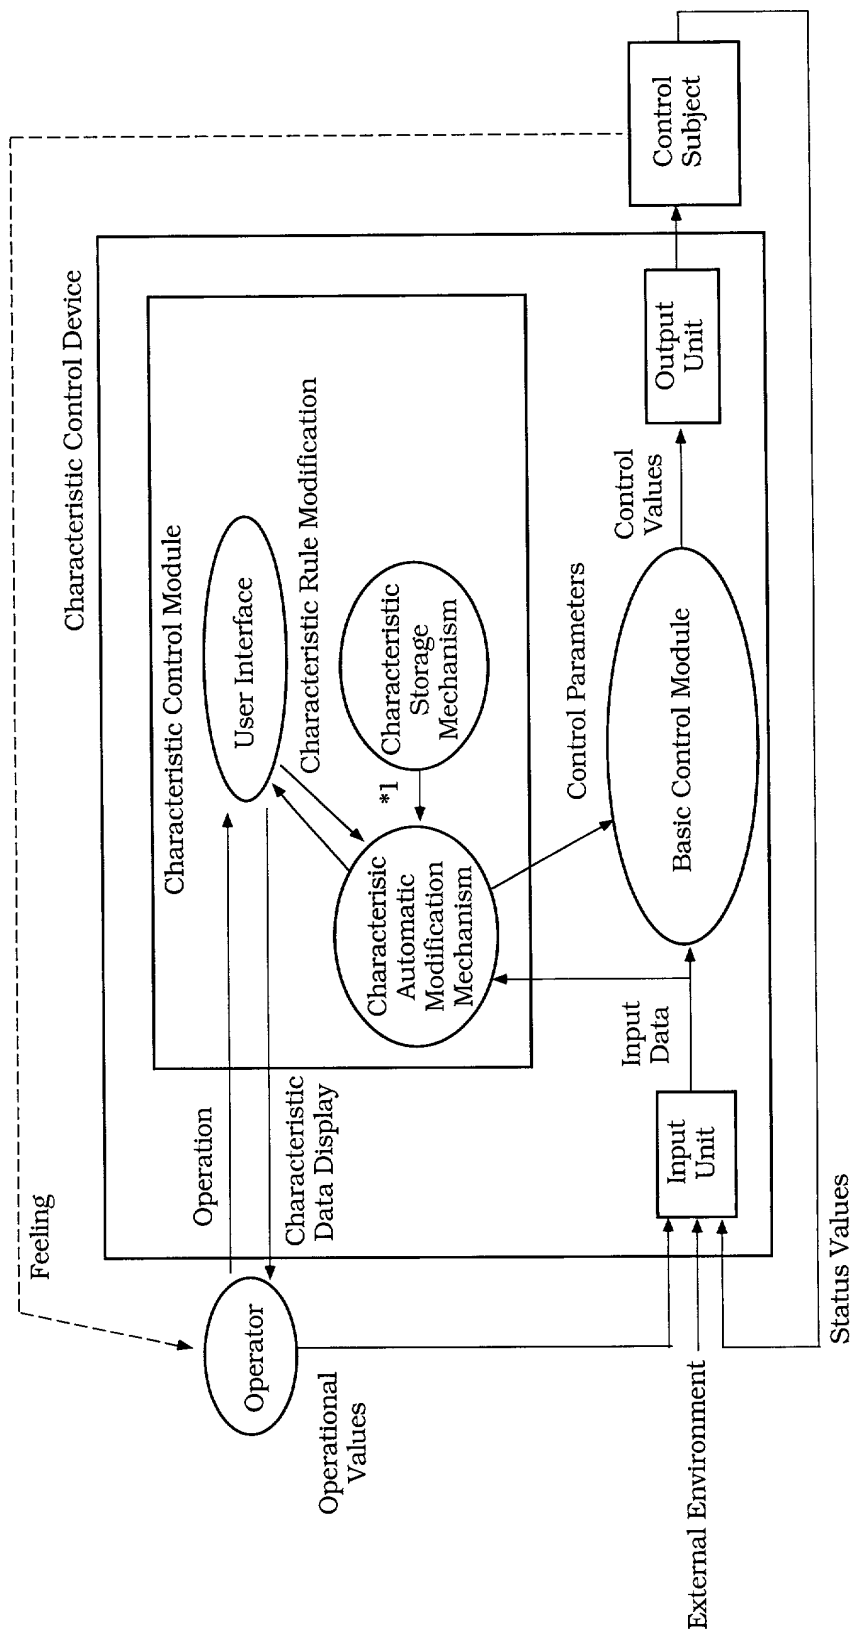 Feeling
Characteristic Control Device
Characteristic Control Module
Operation
User Interface
Operator
Characteristic
Data Display
Characteristic Rule Modification
Operational
Values
Characterisic
Automatic
Modification
Mechanism
*1
Characteristic
Storage
Mechanism
Control Parameters
Input
Data
Control
Values
External Environment
Input
Unit
Basic Control Module
Output
Unit
Control
Subject
Status Values